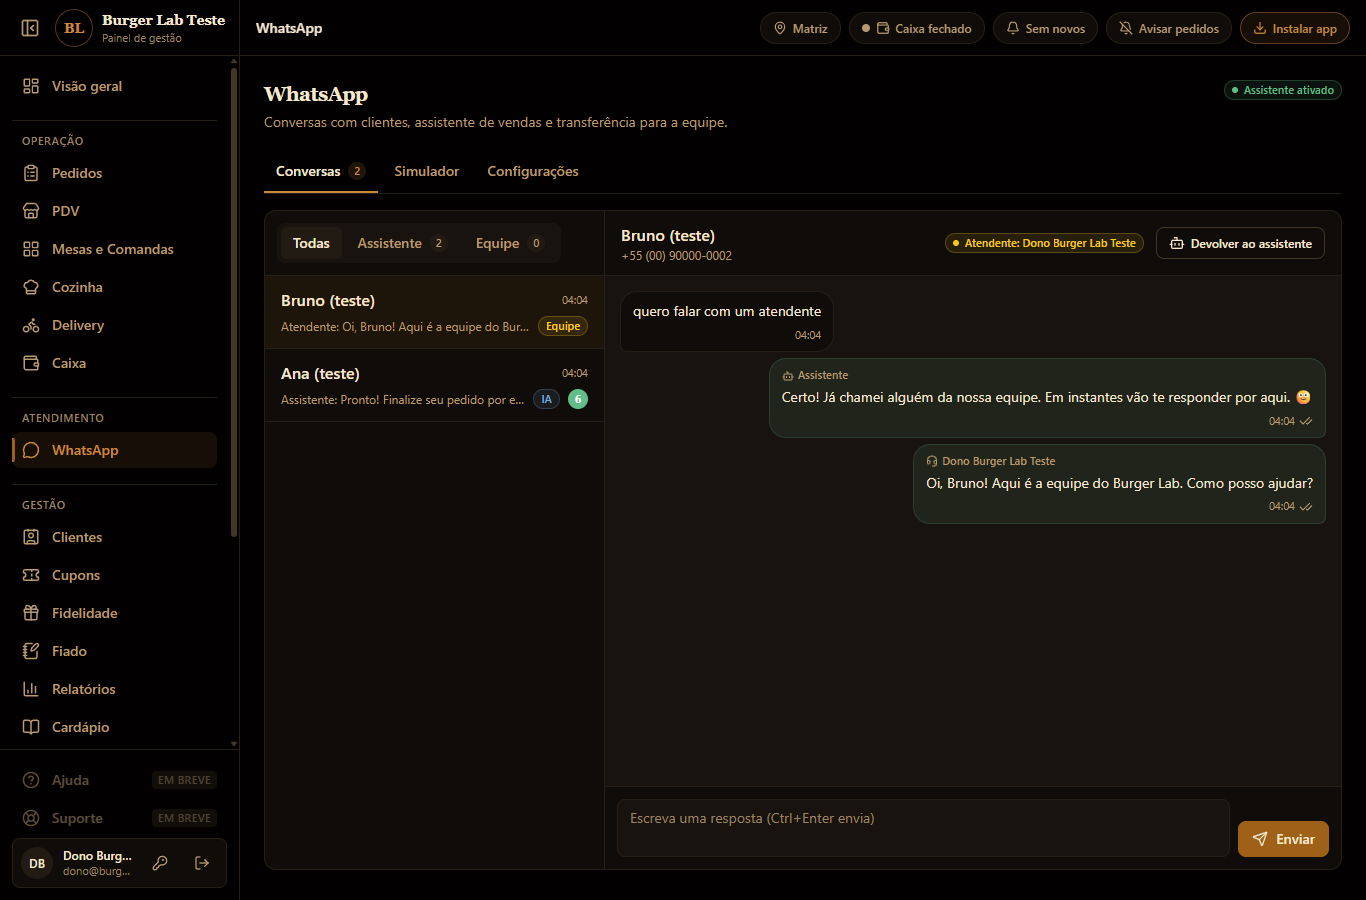 BL
Burger Lab Teste
Painel de gestão
Visão geral
OPERAÇÃO
Pedidos
PDV
Mesas e Comandas
Cozinha
Delivery
Caixa
ATENDIMENTO
WhatsApp
GESTÃO
Clientes
Cupons
Fidelidade
Fiado
Relatórios
Cardápio
Ajuda EM BREVE
Suporte EM BREVE
DB
Dono Burg...
dono@burg...
WhatsApp
Matriz
Caixa fechado
Sem novos
Avisar pedidos
Instalar app
WhatsApp
Assistente ativado
Conversas com clientes, assistente de vendas e transferência para a equipe.
Conversas 2
Simulador
Configurações
Todas
Assistente 2
Equipe 0
Bruno (teste) 04:04
Atendente: Oi, Bruno! Aqui é a equipe do Bur... Equipe
Ana (teste) 04:04
Assistente: Pronto! Finalize seu pedido por e... IA 6
Bruno (teste)
+55 (00) 90000-0002
Atendente: Dono Burger Lab Teste
Devolver ao assistente
quero falar com um atendente
04:04
Assistente
Certo! Já chamei alguém da nossa equipe. Em instantes vão te responder por aqui. 
04:04
Dono Burger Lab Teste
Oi, Bruno! Aqui é a equipe do Burger Lab. Como posso ajudar?
04:04
Escreva uma resposta (Ctrl+Enter envia)
Enviar